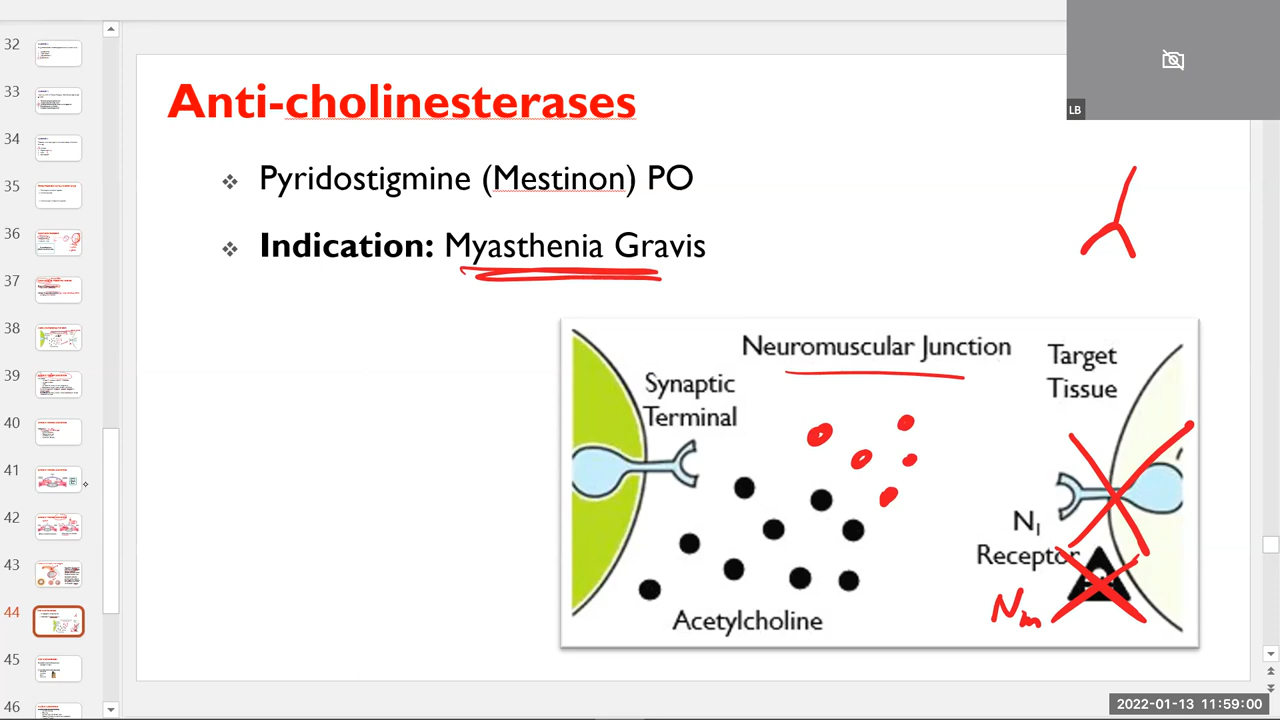 32
33
34
35
36
37
38
39
41
42
43
44
45
46
Anti-cholinesterases
Pyridostigmine (Mestinon) PO
Indication: Myasthenia Gravis
Neuromuscular Junction
Synaptic
Terminal
Target
Tissue
N₁
Receptor
Nm
Acetylcholine
LB
2022-01-13 11:59:00